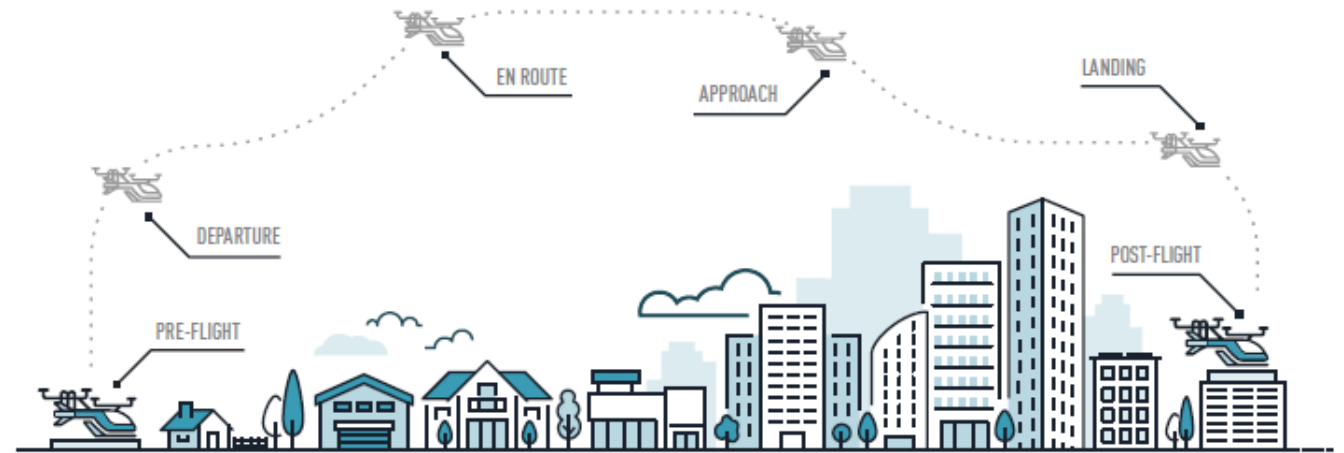 PRE-FLIGHT
DEPARTURE
EN ROUTE
APPROACH
LANDING
POST-FLIGHT